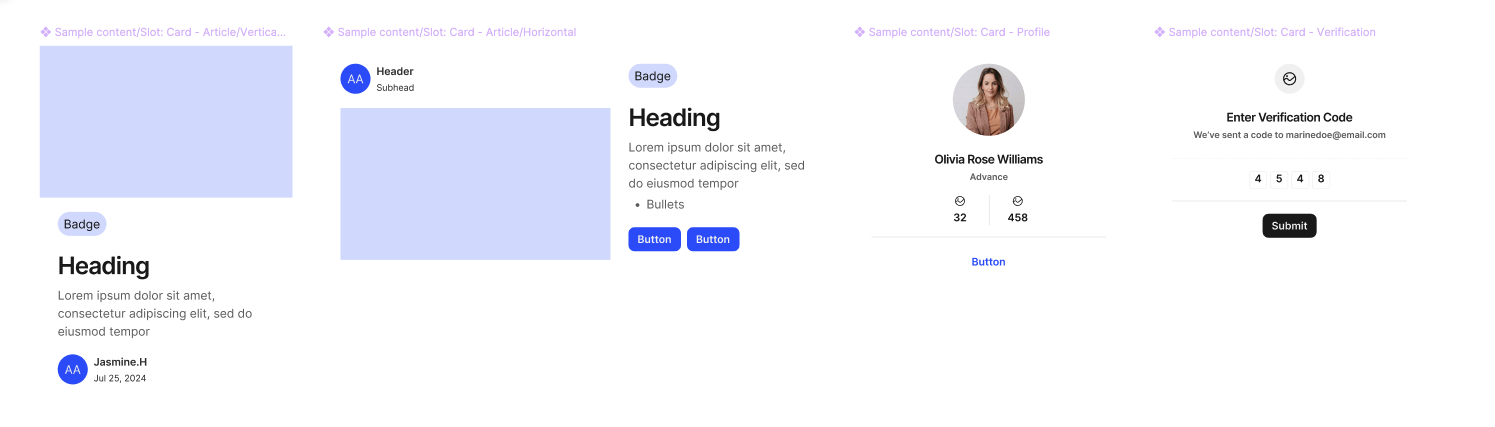 Sample content/Slot: Card - Article/Vertica...
Badge
Heading
Lorem ipsum dolor sit amet,
consectetur adipiscing elit, sed do
eiusmod tempor
AA
Jasmine.H
Jul 25, 2024
Sample content/Slot: Card - Article/Horizontal
AA
Header
Subhead
Badge
Heading
Lorem ipsum dolor sit amet,
consectetur adipiscing elit, sed
do eiusmod tempor
• Bullets
Button Button
Sample content/Slot: Card - Profile
Olivia Rose Williams
Advance
32 458
Button
Sample content/Slot: Card - Verification
Enter Verification Code
We've sent a code to marinedoe@email.com
4 5 4 8
Submit